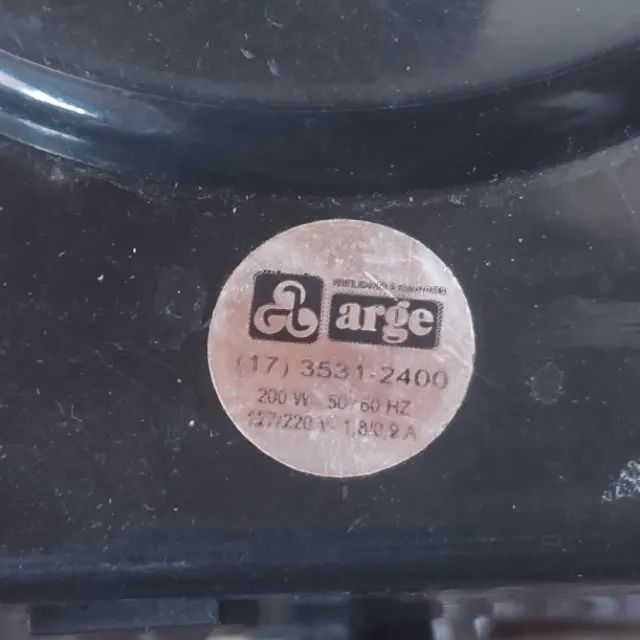 arge
(17) 3531-2400
200 W 50/60 HZ
127/220 V 1,8/0,9 A